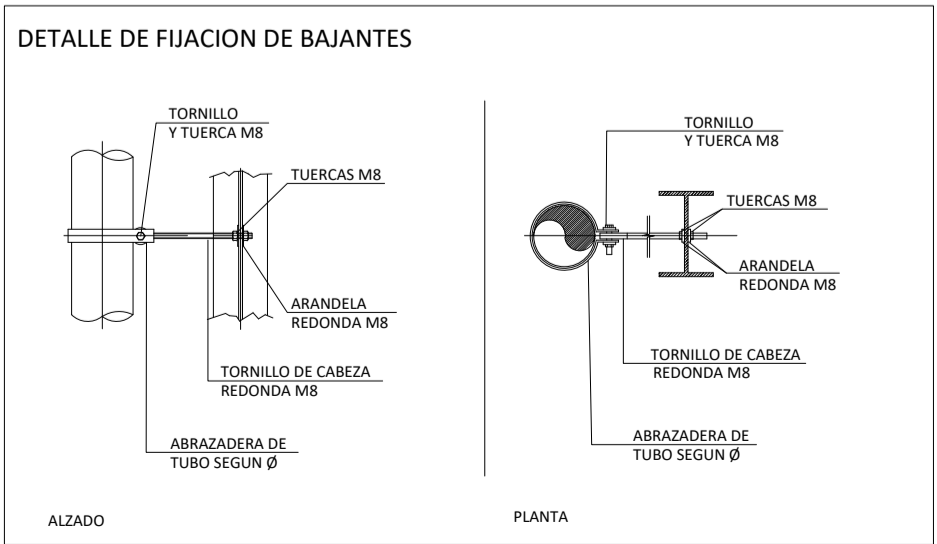 DETALLE DE FIJACION DE BAJANTES
TORNILLO
Y TUERCA M8
TUERCAS M8
ARANDELA
REDONDA M8
TORNILLO DE CABEZA
REDONDA M8
ABRAZADERA DE
TUBO SEGUN Ø
ALZADO
TORNILLO
Y TUERCA M8
TUERCAS M8
ARANDELA
REDONDA M8
TORNILLO DE CABEZA
REDONDA M8
ABRAZADERA DE
TUBO SEGUN Ø
PLANTA